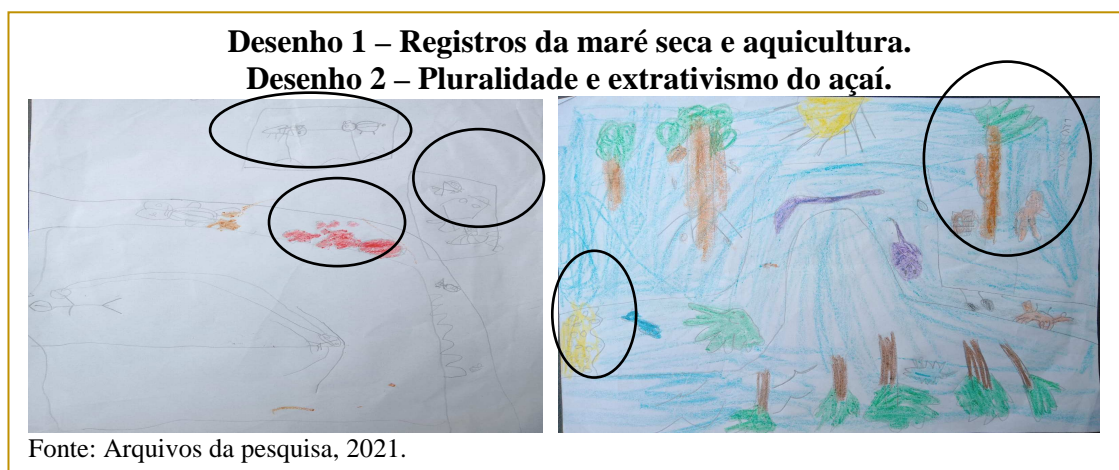 Desenho 1 – Registros da maré seca e aquicultura.
Desenho 2 – Pluralidade e extrativismo do açaí.
Fonte: Arquivos da pesquisa, 2021.